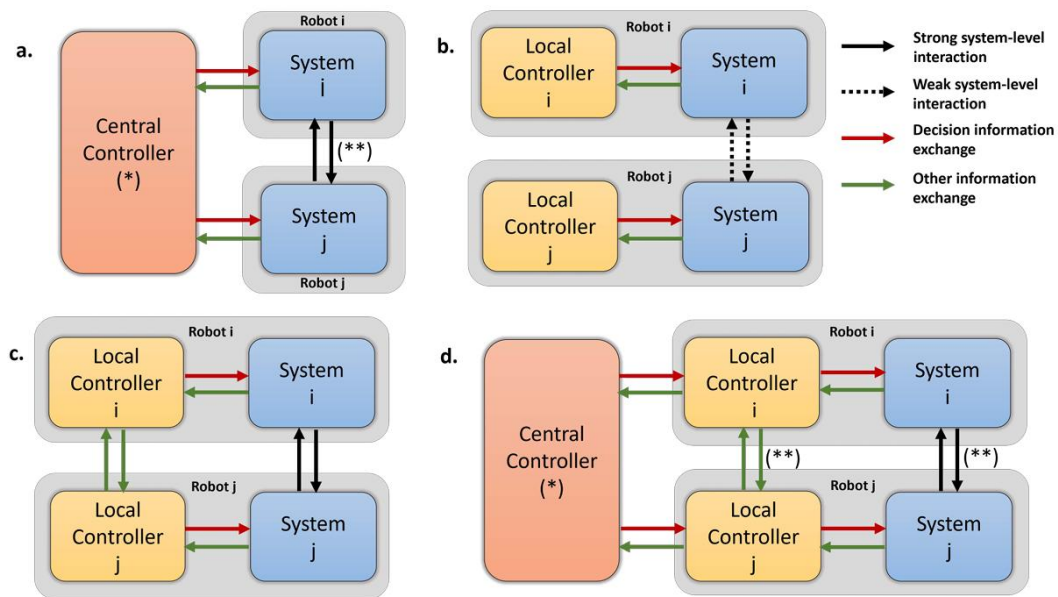 a.
Robot i
System
i
Central
Controller
(*)
(**)
System
j
Robot j
b.
Robot i
Local
Controller
i
System
i
Robot j
Local
Controller
j
System
j
Strong system-level
interaction
Weak system-level
interaction
Decision information
exchange
Other information
exchange
c.
Robot i
Local
Controller
i
System
i
Robot j
Local
Controller
j
System
j
d.
Robot i
Central
Controller
(*)
Local
Controller
i
System
i
(**)
(**)
Robot j
Local
Controller
j
System
j